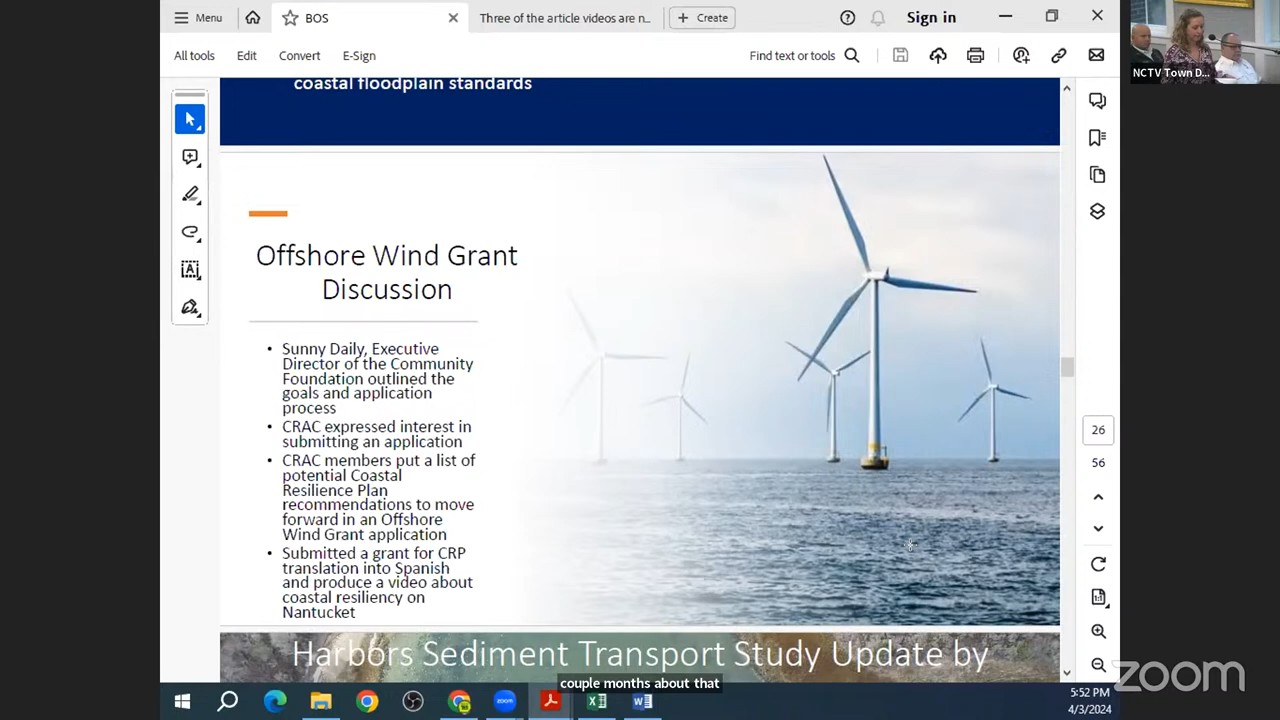 Menu
BOS
Three of the article videos are n...
Create
Sign in
All tools
Edit
Convert
E-Sign
Find text or tools
NCTV Town D...
coastal floodplain standards
Offshore Wind Grant
Discussion
• Sunny Daily, Executive
Director of the Community
Foundation outlined the
goals and application
process
• CRAC expressed interest in
submitting an application
• CRAC members put a list of
potential Coastal
Resilience Plan
recommendations to move
forward in an Offshore
Wind Grant application
• Submitted a grant for CRP
translation into Spanish
and produce a video about
coastal resiliency on
Nantucket
26
56
1:1
Harbors Sediment Transport Study Update by
couple months about that
zoom
zoom
5:52 PM
4/3/2024